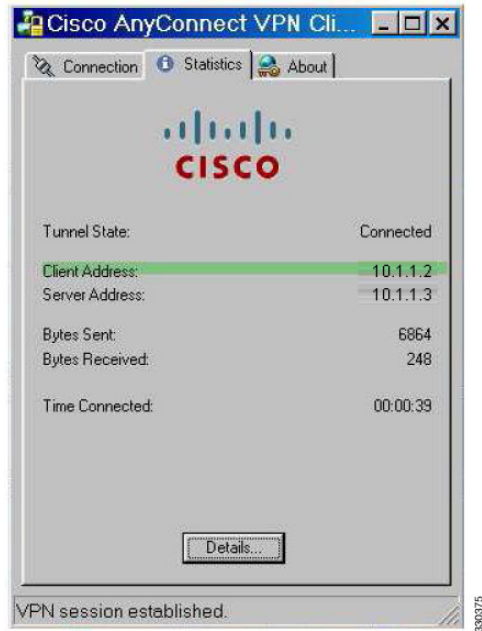 Cisco AnyConnect VPN Cli...
Connection Statistics About
CISCO
Tunnel State: Connected
Client Address: 10.1.1.2
Server Address: 10.1.1.3
Bytes Sent: 6864
Bytes Received: 248
Time Connected: 00:00:39
Details...
VPN session established.
330375